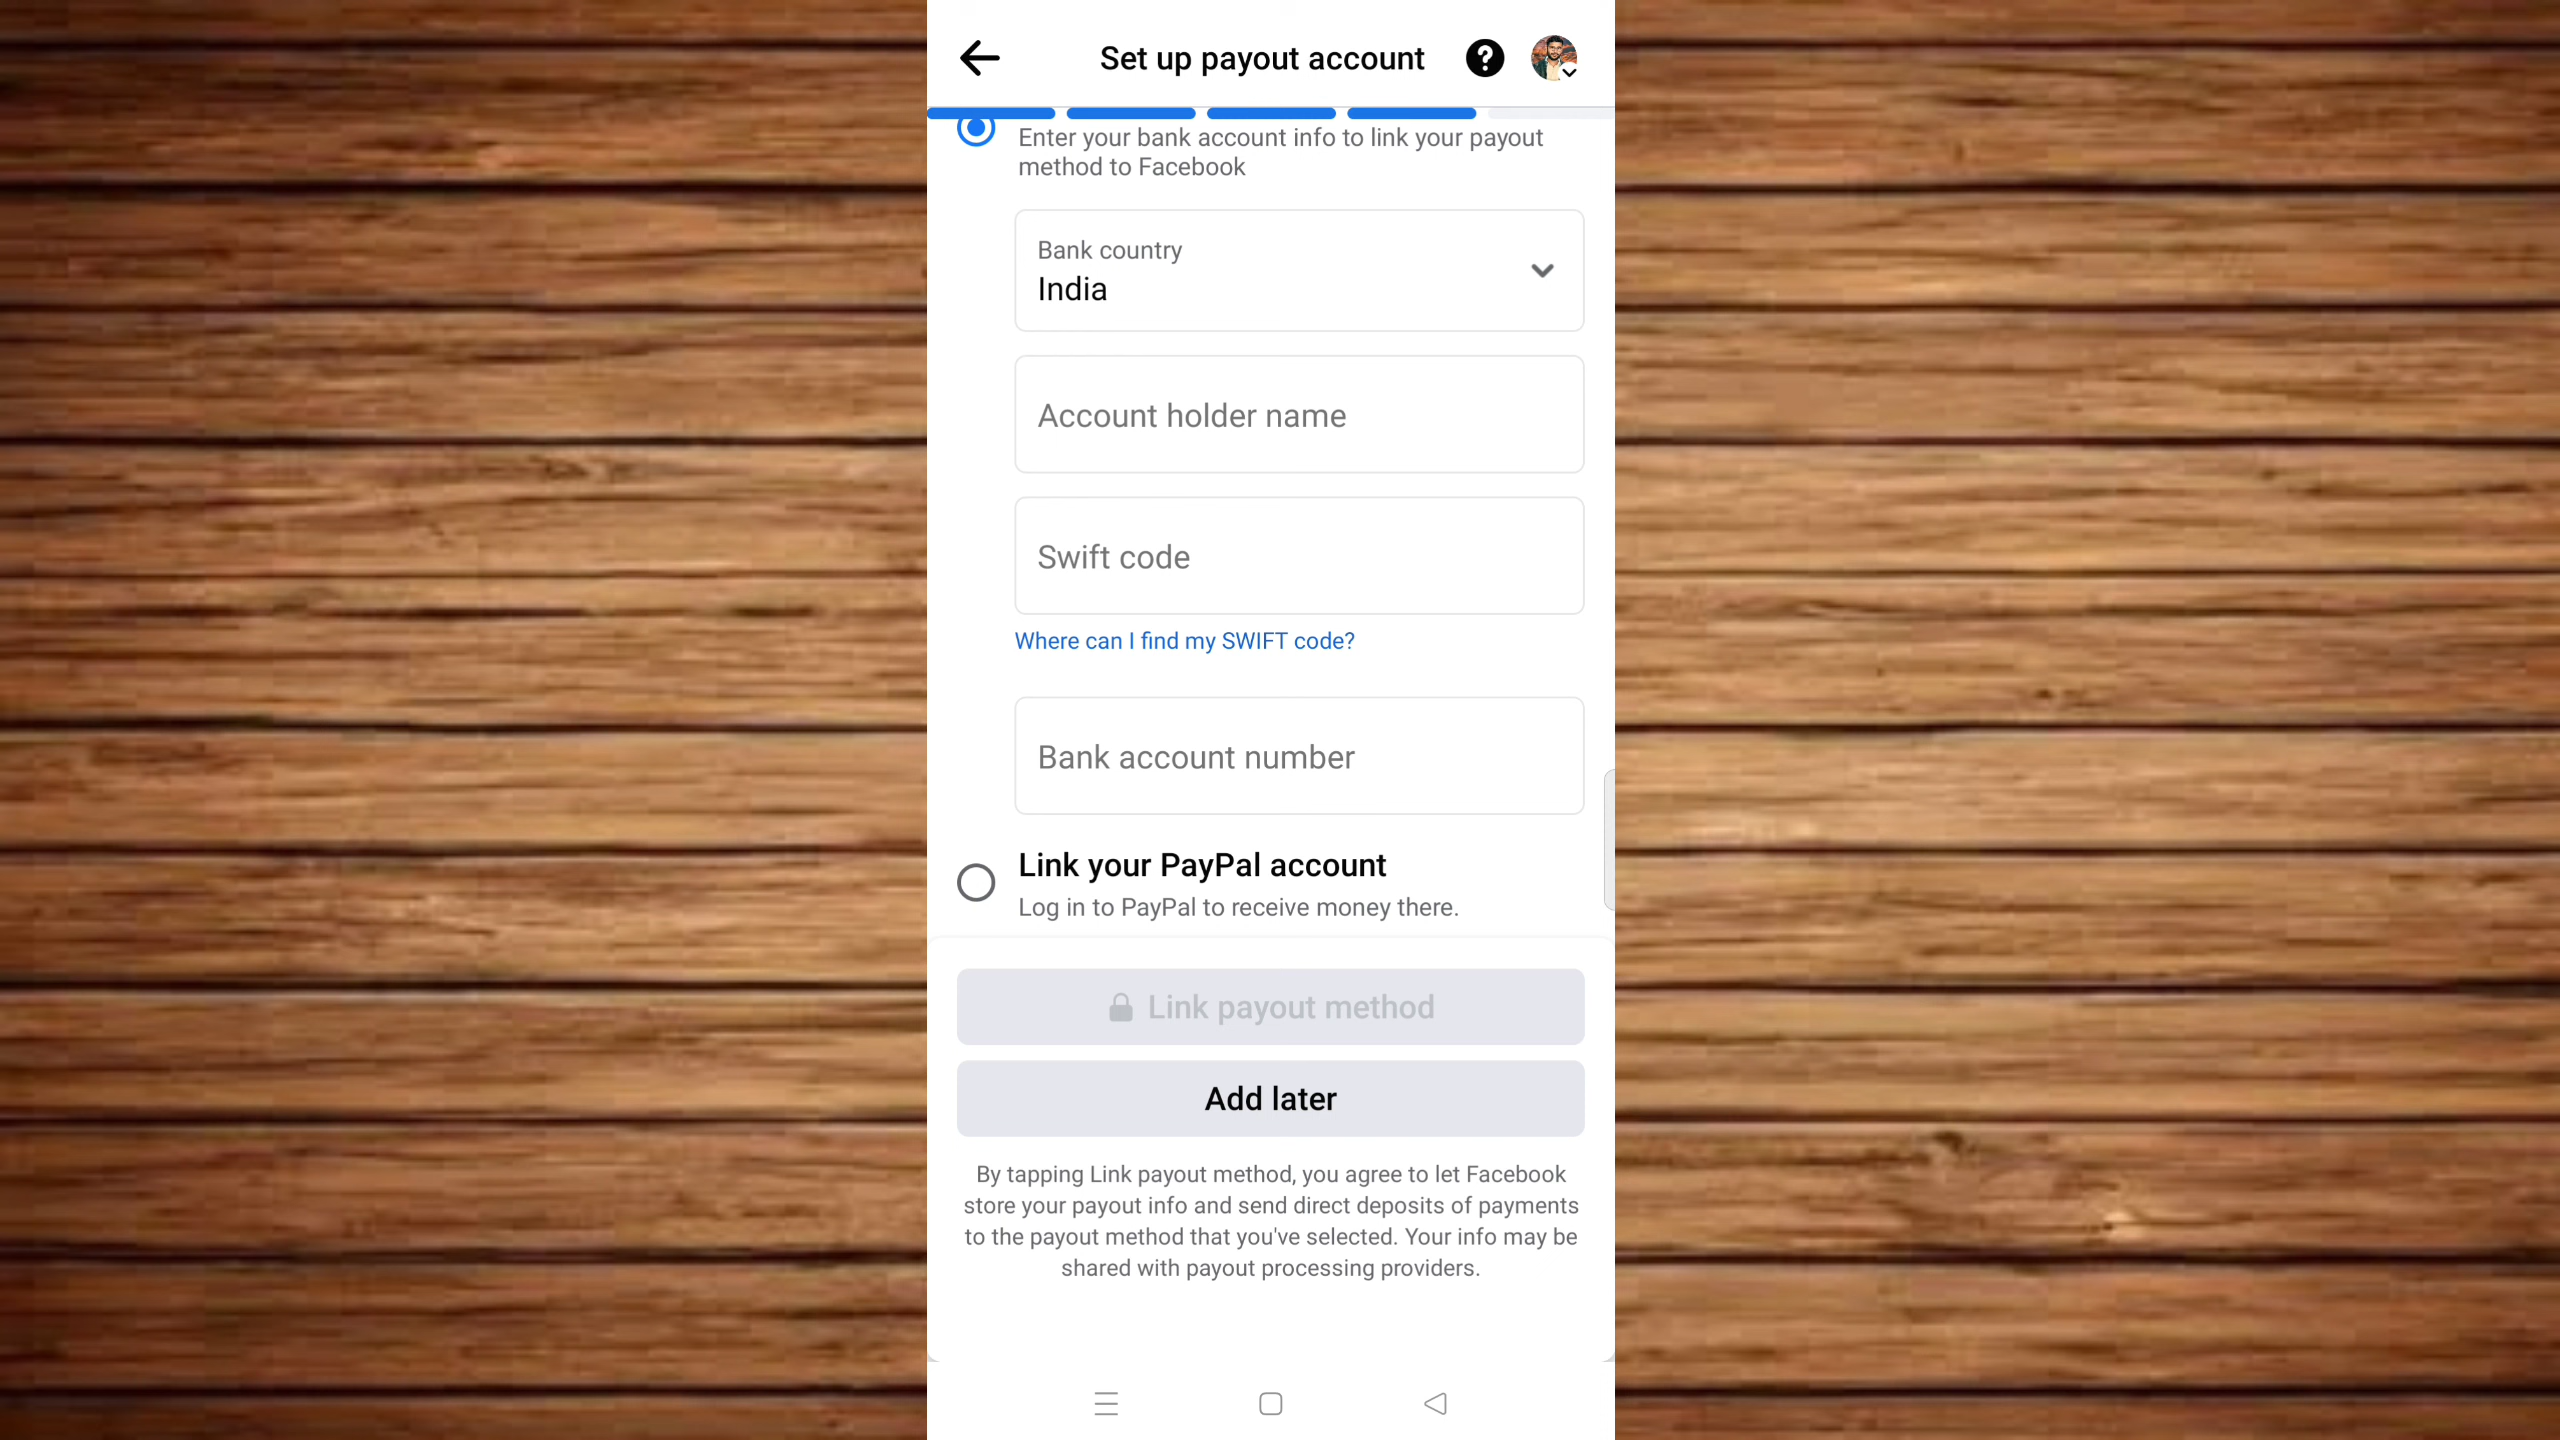 Set up payout account
Enter your bank account info to link your payout
method to Facebook
Bank country
India
Account holder name
Swift code
Where can I find my SWIFT code?
Bank account number
Link your PayPal account
Log in to PayPal to receive money there.
Link payout method
Add later
By tapping Link payout method, you agree to let Facebook
store your payout info and send direct deposits of payments
to the payout method that you've selected. Your info may be
shared with payout processing providers.